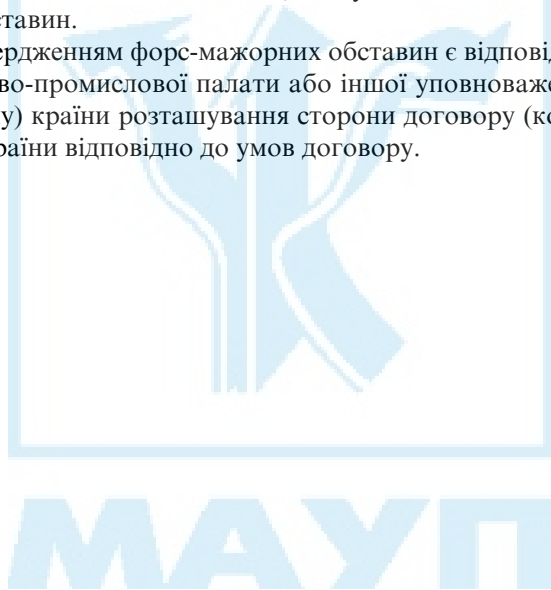 ставин.
ердженням форс-мажорних обставин є відповід
во-промислової палати або іншої уповноваже
у) країни розташування сторони договору (ко
раїни відповідно до умов договору.
МАУП